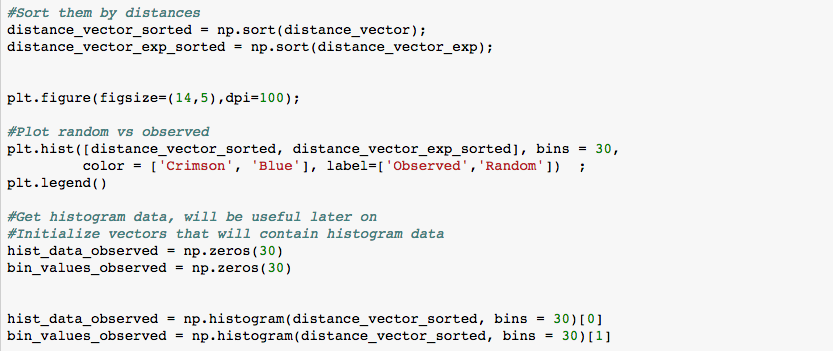 #Sort them by distances
distance_vector_sorted = np.sort(distance_vector);
distance_vector_exp_sorted = np.sort(distance_vector_exp);
plt.figure(figsize=(14,5),dpi=100);
#Plot random vs observed
plt.hist([distance_vector_sorted, distance_vector_exp_sorted], bins = 30,
color = ['Crimson', 'Blue'], label=['Observed','Random'])  ;
plt.legend()
#Get histogram data, will be useful later on
#Initialize vectors that will contain histogram data
hist_data_observed = np.zeros(30)
bin_values_observed = np.zeros(30)
hist_data_observed = np.histogram(distance_vector_sorted, bins = 30)[0]
bin_values_observed = np.histogram(distance_vector_sorted, bins = 30)[1]